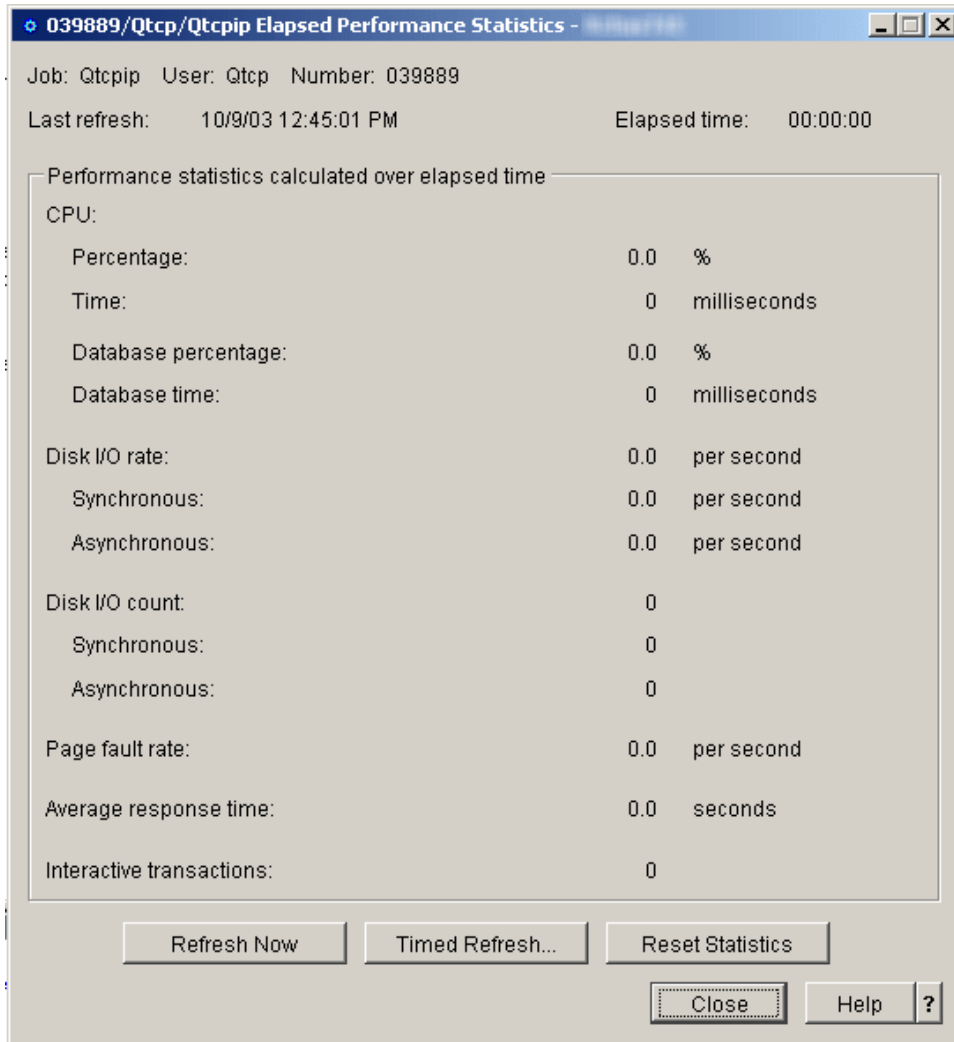 039889/Qtcp/Qtcpip Elapsed Performance Statistics -
Job: Qtcpip User: Qtcp Number: 039889
Last refresh: 10/9/03 12:45:01 PM Elapsed time: 00:00:00
Performance statistics calculated over elapsed time
CPU:
Percentage: 0.0 %
Time: 0 milliseconds
Database percentage: 0.0 %
Database time: 0 milliseconds
Disk I/O rate: 0.0 per second
Synchronous: 0.0 per second
Asynchronous: 0.0 per second
Disk I/O count: 0
Synchronous: 0
Asynchronous: 0
Page fault rate: 0.0 per second
Average response time: 0.0 seconds
Interactive transactions: 0
Refresh Now Timed Refresh... Reset Statistics
Close Help ?